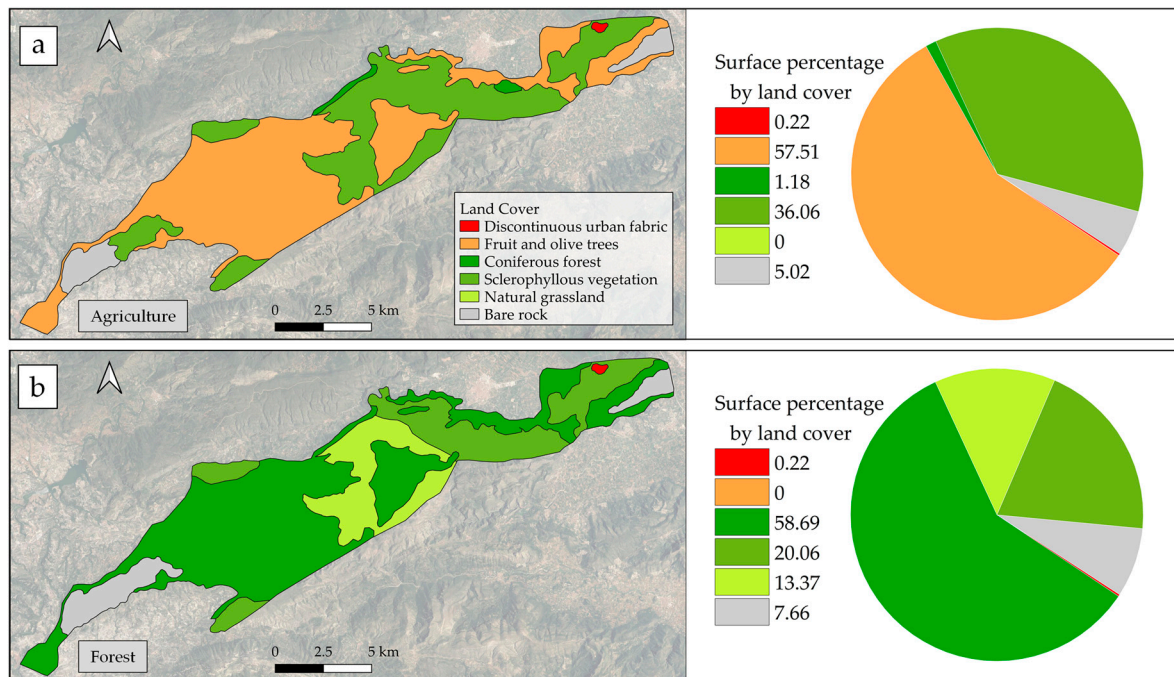 a
Surface percentage
by land cover
0.22
57.51
1.18
36.06
0
5.02
Land Cover
Discontinuous urban fabric
Fruit and olive trees
Coniferous forest
Sclerophyllous vegetation
Natural grassland
Bare rock
0 2.5 5 km
Agriculture
b
Surface percentage
by land cover
0.22
0
58.69
20.06
13.37
7.66
0 2.5 5 km
Forest